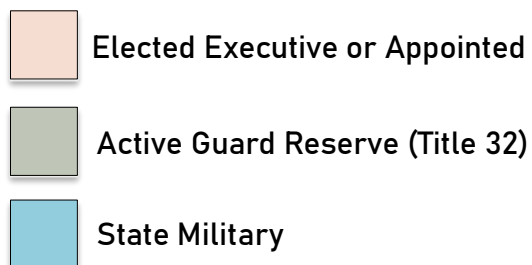 Elected Executive or Appointed
Active Guard Reserve (Title 32)
State Military